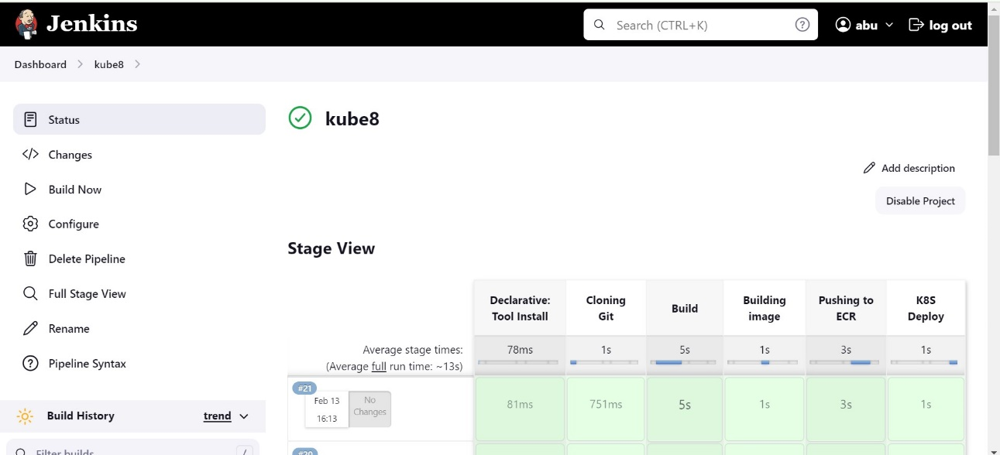 Jenkins
Search (CTRL+K)
?
abu
log out
Dashboard
kube8
Status
Changes
Build Now
Configure
Delete Pipeline
Full Stage View
Rename
Pipeline Syntax
Build History
trend
Filter builds
/
kube8
Add description
Disable Project
Stage View
Declarative:
Tool Install
Cloning
Git
Build
Building
image
Pushing to
ECR
K8S
Deploy
Average stage times:
(Average full run time: ~13s)
78ms
1s
5s
1s
3s
1s
#21
Feb 13
16:13
No
Changes
81ms
751ms
5s
1s
3s
1s
#20